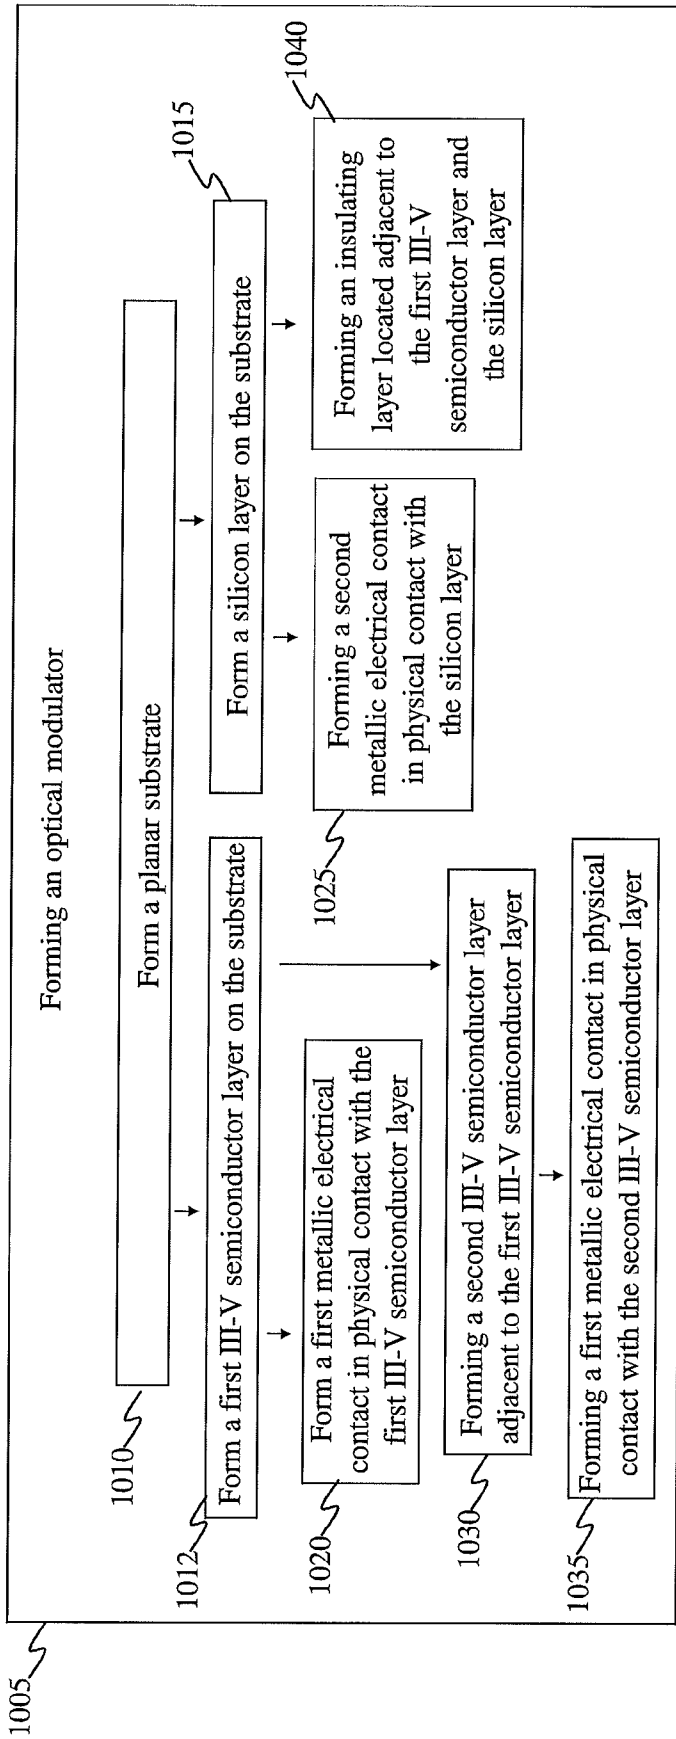 1005
Forming an optical modulator
1010
Form a planar substrate
1012
Form a first III-V semiconductor layer on the substrate
1015
Form a silicon layer on the substrate
1020
Form a first metallic electrical
contact in physical contact with the
first III-V semiconductor layer
1025
Forming a second
metallic electrical contact
in physical contact with
the silicon layer
1040
Forming an insulating
layer located adjacent to
the first III-V
semiconductor layer and
the silicon layer
1030
Forming a second III-V semiconductor layer
adjacent to the first III-V semiconductor layer
1035
Forming a first metallic electrical contact in physical
contact with the second III-V semiconductor layer